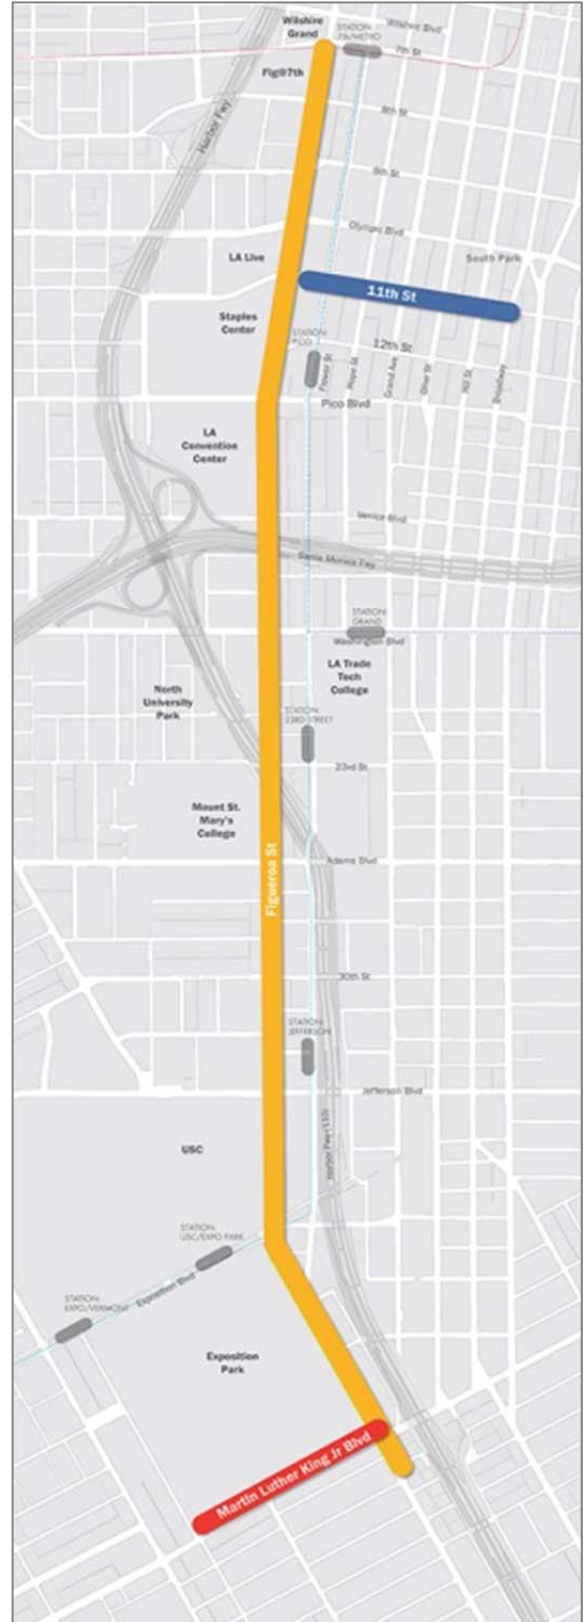 Wilshire
Grand
STATION:
7th/METRO
Wilshire Blvd
7th St
Fig@7th
Harbor Fwy
8th St
9th St
Olympic Blvd
LA Live
South Park
11th St
Staples
Center
STATION:
PICO
12th St
Flower St
Hope St
Grand Ave
Olive St
Hill St
Broadway
Pico Blvd
LA
Convention
Center
Venice Blvd
Santa Monica Fwy
STATION:
GRAND
Washington Blvd
LA Trade
Tech
College
North
University
Park
STATION:
23RD STREET
23rd St
Mount St.
Mary's
College
Figueroa St
Adams Blvd
30th St
STATION:
JEFFERSON
Jefferson Blvd
Harbor Fwy (110)
USC
STATION:
USC/EXPO PARK
Exposition Blvd
STATION:
EXPO/VERMONT
Exposition
Park
Martin Luther King Jr Blvd